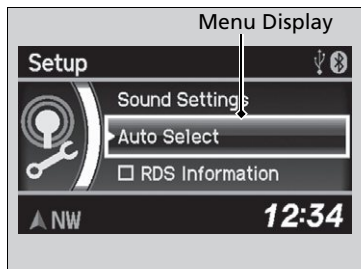 Menu Display
Setup
Sound Settings
Auto Select
RDS Information
NW
12:34